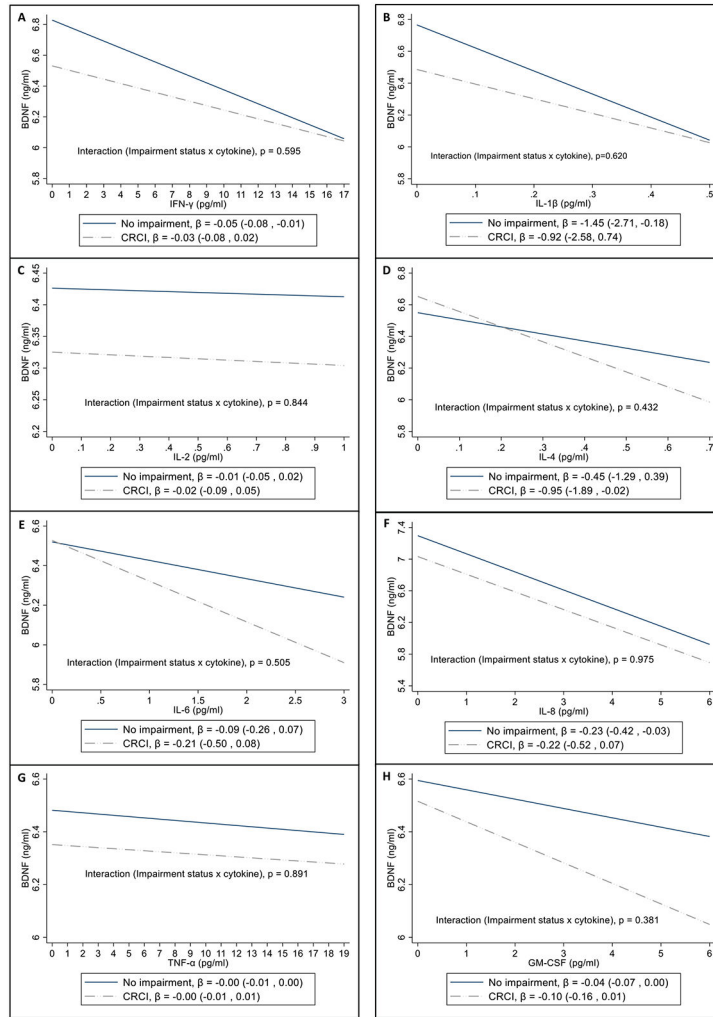 A
BDNF (ng/ml)
6.8
6.6
6.4
6.2
6
5.8
Interaction (Impairment status x cytokine), p = 0.595
0 1 2 3 4 5 6 7 8 9 10 11 12 13 14 15 16 17
IFN-γ (pg/ml)
No impairment, β = -0.05 (-0.08 , -0.01)
CRCI, β = -0.03 (-0.08 , 0.02)
B
BDNF (ng/ml)
6.8
6.6
6.4
6.2
6
5.8
Interaction (Impairment status x cytokine), p=0.620
0 .1 .2 .3 .4 .5
IL-1β (pg/ml)
No impairment, β = -1.45 (-2.71, -0.18)
CRCI, β = -0.92 (-2.58, 0.74)
C
BDNF (ng/ml)
6.45
6.4
6.35
6.3
6.25
6.2
Interaction (Impairment status x cytokine), p = 0.844
0 .1 .2 .3 .4 .5 .6 .7 .8 .9 1
IL-2 (pg/ml)
No impairment, β = -0.01 (-0.05 , 0.02)
CRCI, β = -0.02 (-0.09 , 0.05)
D
BDNF (ng/ml)
6.8
6.6
6.4
6.2
6
5.8
Interaction (Impairment status x cytokine), p = 0.432
0 .1 .2 .3 .4 .5 .6 .7
IL-4 (pg/ml)
No impairment, β = -0.45 (-1.29 , 0.39)
CRCI, β = -0.95 (-1.89 , -0.02)
E
BDNF (ng/ml)
6.6
6.4
6.2
6
5.8
Interaction (Impairment status x cytokine), p = 0.505
0 .5 1 1.5 2 2.5 3
IL-6 (pg/ml)
No impairment, β = -0.09 (-0.26 , 0.07)
CRCI, β = -0.21 (-0.50 , 0.08)
F
BDNF (ng/ml)
7.4
7
6.6
6.2
5.8
5.4
Interaction (Impairment status x cytokine), p = 0.975
0 1 2 3 4 5 6
IL-8 (pg/ml)
No impairment, β = -0.23 (-0.42 , -0.03)
CRCI, β = -0.22 (-0.52 , 0.07)
G
BDNF (ng/ml)
6.6
6.4
6.2
6
Interaction (Impairment status x cytokine), p = 0.891
0 1 2 3 4 5 6 7 8 9 10 11 12 13 14 15 16 17 18 19
TNF-α (pg/ml)
No impairment, β = -0.00 (-0.01 , 0.00)
CRCI, β = -0.00 (-0.01 , 0.01)
H
BDNF (ng/ml)
6.6
6.4
6.2
6
Interaction (Impairment status x cytokine), p = 0.381
0 1 2 3 4 5 6
GM-CSF (pg/ml)
No impairment, β = -0.04 (-0.07 , 0.00)
CRCI, β = -0.10 (-0.16 , 0.01)